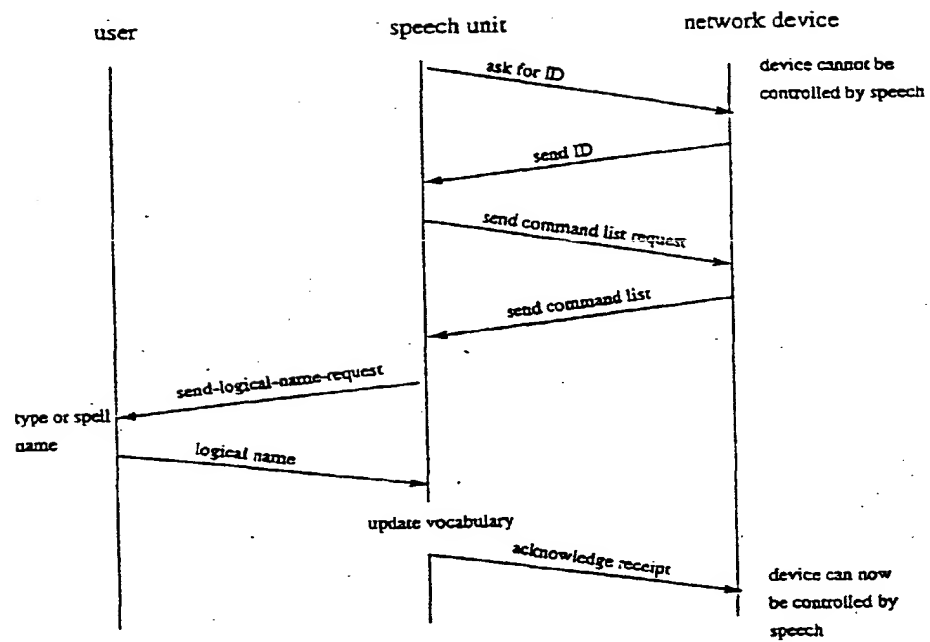 user
speech unit
network device
ask for ID
device cannot be
controlled by speech
send ID
send command list request
send command list
send-logical-name-request
type or spell
name
logical name
update vocabulary
acknowledge receipt
device can now
be controlled by
speech